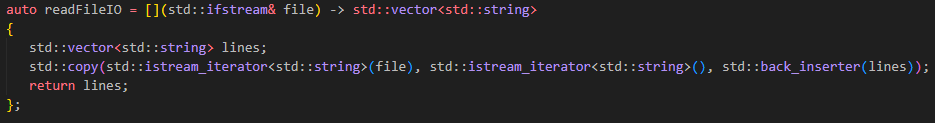 auto readFileIO = [](std::ifstream& file) -> std::vector<std::string>
{
   std::vector<std::string> lines;
   std::copy(std::istream_iterator<std::string>(file), std::istream_iterator<std::string>(), std::back_inserter(lines));
   return lines;
};